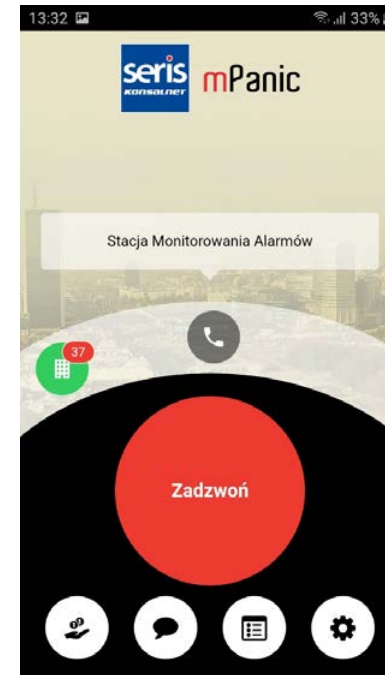 13:32 33%
seris
KONSALNET
mPanic
Stacja Monitorowania Alarmów
37
Zadzwoń